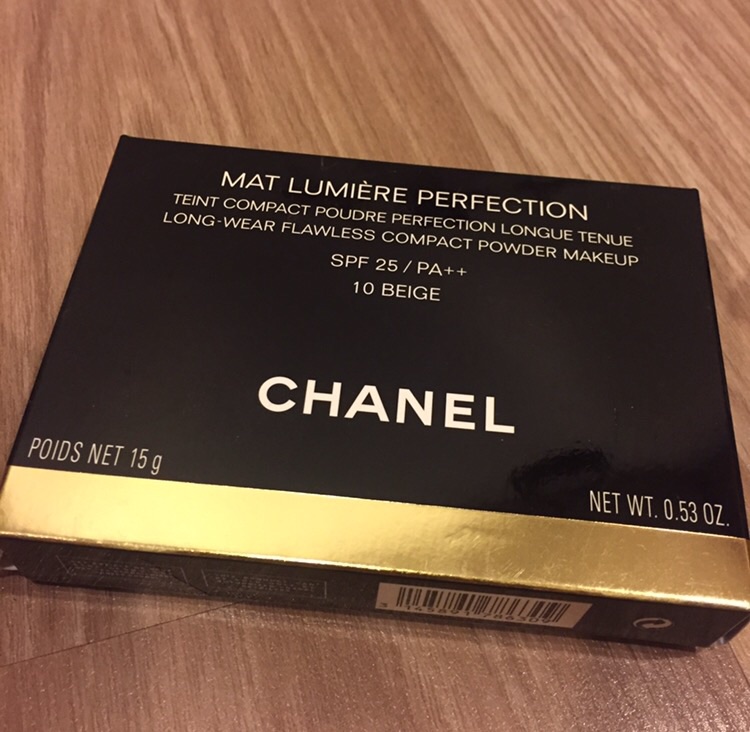 MAT LUMIÈRE PERFECTION
TEINT COMPACT POUDRE PERFECTION LONGUE TENUE
LONG-WEAR FLAWLESS COMPACT POWDER MAKEUP
SPF 25 / PA++
10 BEIGE
CHANEL
POIDS NET 15 g
NET WT. 0.53 OZ.